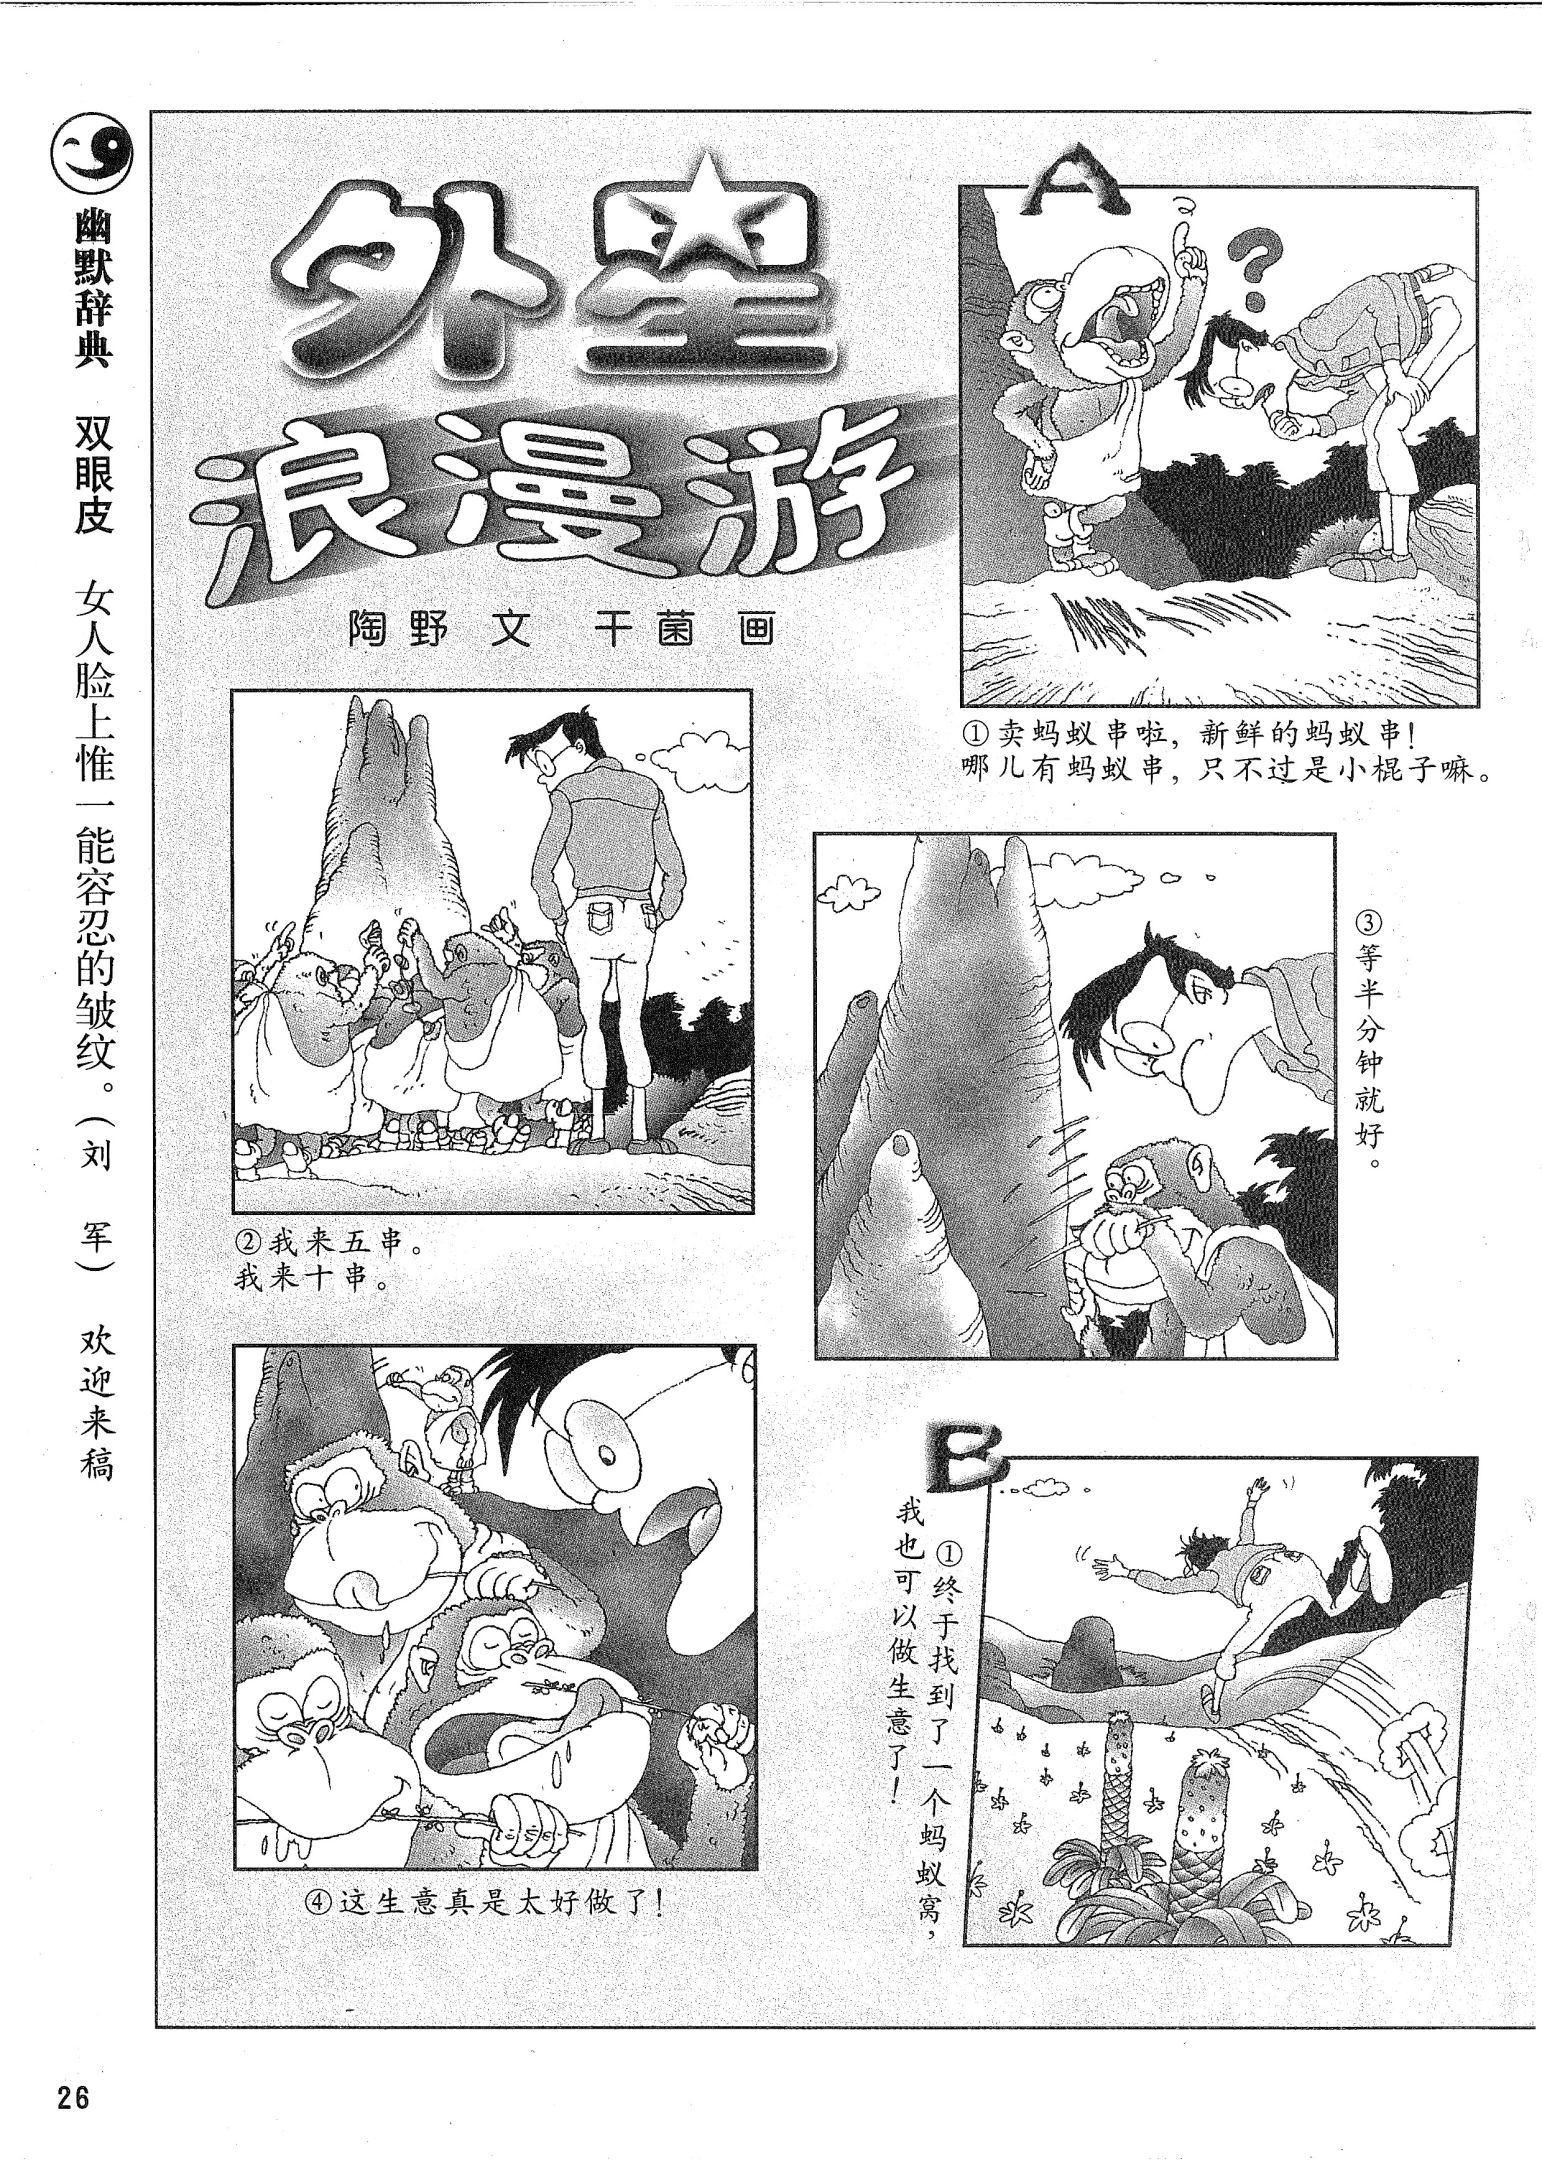 幽默辞典 双眼皮 女人脸上惟一能容忍的皱纹。(刘 军) 欢迎来稿
外星
浪漫游
陶野 文 干菌 画
A
①卖蚂蚁串啦，新鲜的蚂蚁串！
哪儿有蚂蚁串，只不过是小棍子嘛。
?
②我来五串。
我来十串。
③等半分钟就好。
④这生意真是太好做了！
B
①终于找到了一个蚂蚁窝，
我也可以做生意了！
26